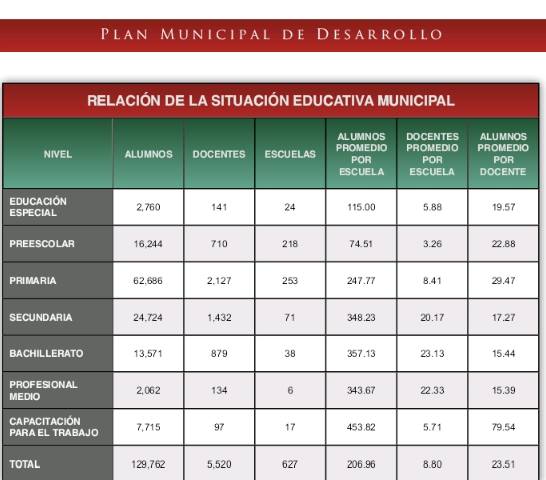 PLAN MUNICIPAL DE DESARROLLO
RELACIÓN DE LA SITUACIÓN EDUCATIVA MUNICIPAL
NIVEL ALUMNOS DOCENTES ESCUELAS ALUMNOS PROMEDIO POR ESCUELA DOCENTES PROMEDIO POR ESCUELA ALUMNOS PROMEDIO POR DOCENTE
EDUCACIÓN ESPECIAL 2,760 141 24 115.00 5.88 19.57
PREESCOLAR 16,244 710 218 74.51 3.26 22.88
PRIMARIA 62,686 2,127 253 247.77 8.41 29.47
SECUNDARIA 24,724 1,432 71 348.23 20.17 17.27
BACHILLERATO 13,571 879 38 357.13 23.13 15.44
PROFESIONAL MEDIO 2,062 134 6 343.67 22.33 15.39
CAPACITACIÓN PARA EL TRABAJO 7,715 97 17 453.82 5.71 79.54
TOTAL 129,762 5,520 627 206.96 8.80 23.51